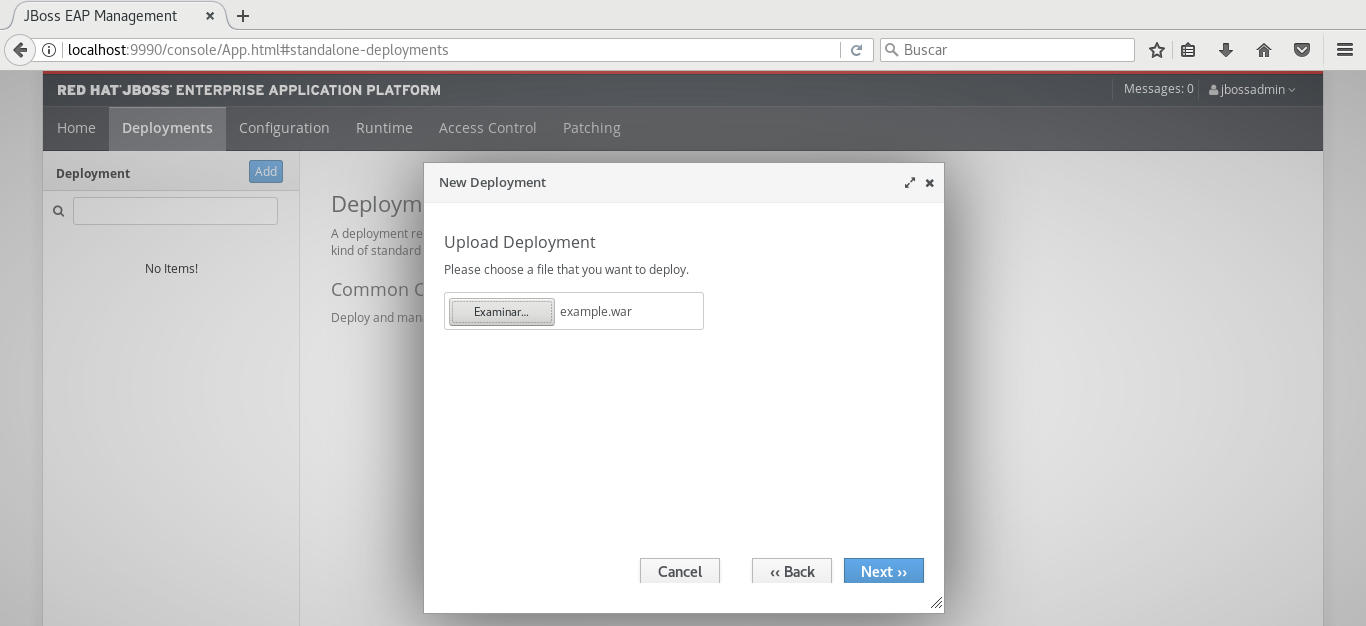 JBoss EAP Management
localhost:9990/console/App.html#standalone-deployments
Buscar
RED HAT JBOSS ENTERPRISE APPLICATION PLATFORM
Messages: 0
jbossadmin
Home Deployments Configuration Runtime Access Control Patching
Deployment
Add
No Items!
Deploym
A deployment re
kind of standard
Common C
Deploy and man
New Deployment
Upload Deployment
Please choose a file that you want to deploy.
Examinar... example.war
Cancel ‹‹ Back Next ››